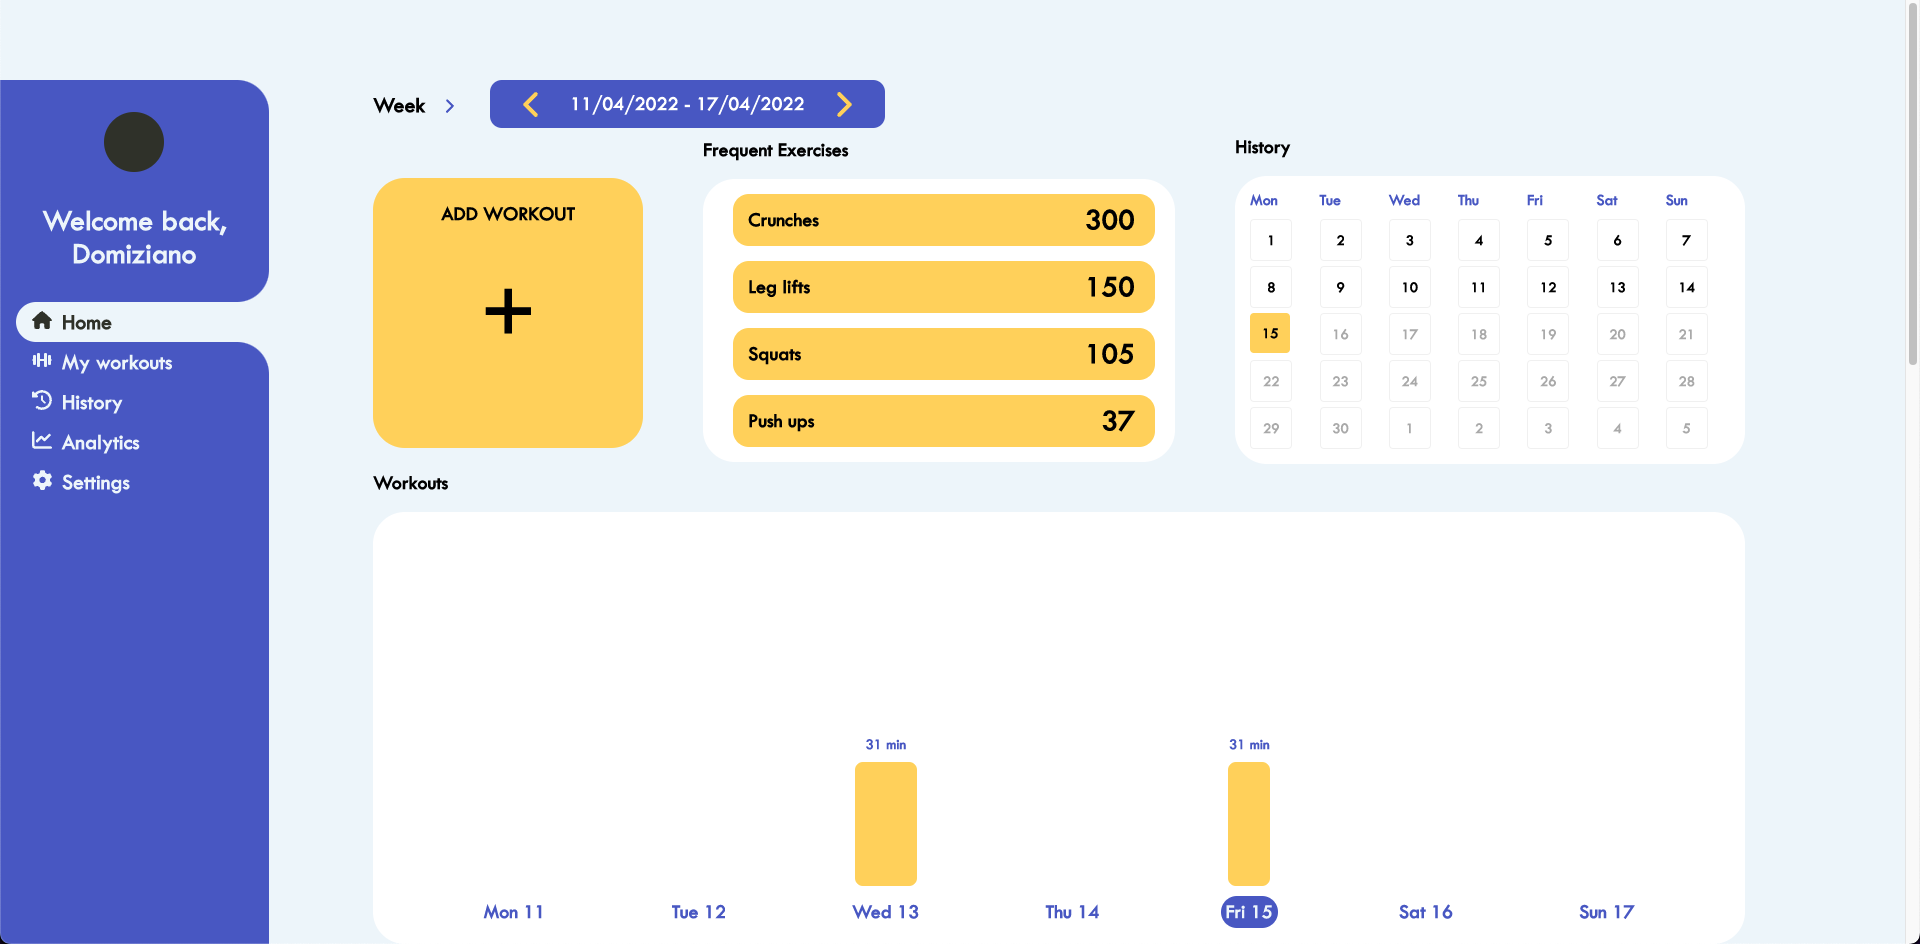 Welcome back,
Domiziano
Home
My workouts
History
Analytics
Settings
Week
11/04/2022 - 17/04/2022
ADD WORKOUT
Frequent Exercises
Crunches 300
Leg lifts 150
Squats 105
Push ups 37
History
Mon Tue Wed Thu Fri Sat Sun
1 2 3 4 5 6 7
8 9 10 11 12 13 14
15 16 17 18 19 20 21
22 23 24 25 26 27 28
29 30 1 2 3 4 5
Workouts
31 min 31 min
Mon 11 Tue 12 Wed 13 Thu 14 Fri 15 Sat 16 Sun 17